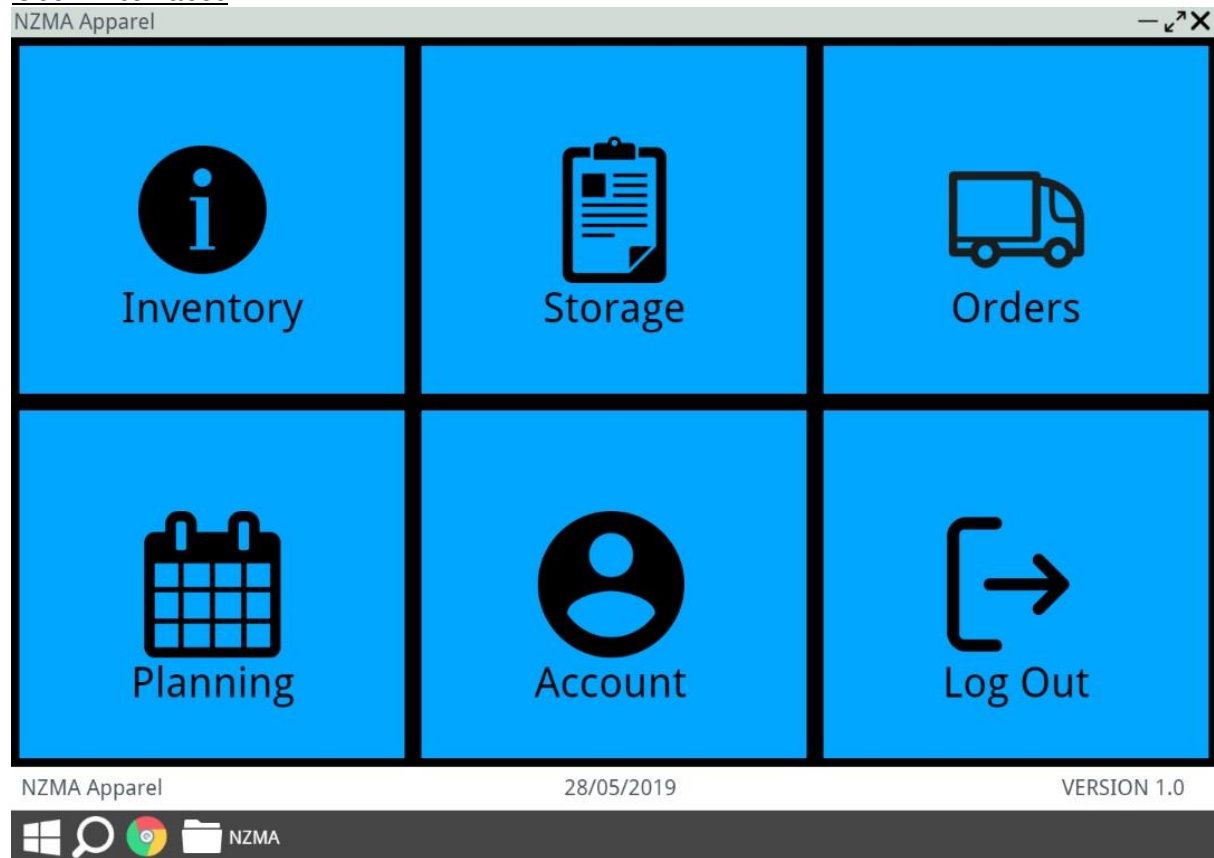 NZMA Apparel
Inventory
Storage
Orders
Planning
Account
Log Out
NZMA Apparel
28/05/2019
VERSION 1.0
NZMA